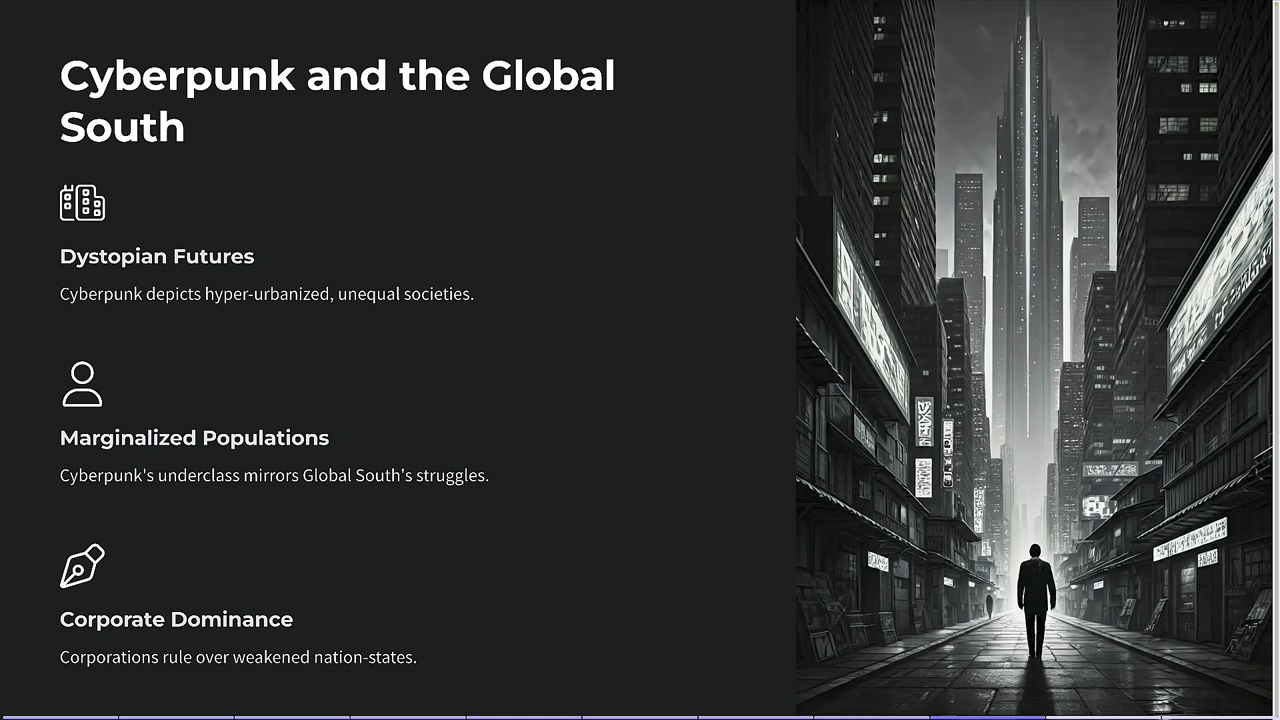 Cyberpunk and the Global
South
Dystopian Futures
Cyberpunk depicts hyper-urbanized, unequal societies.
Marginalized Populations
Cyberpunk's underclass mirrors Global South's struggles.
Corporate Dominance
Corporations rule over weakened nation-states.